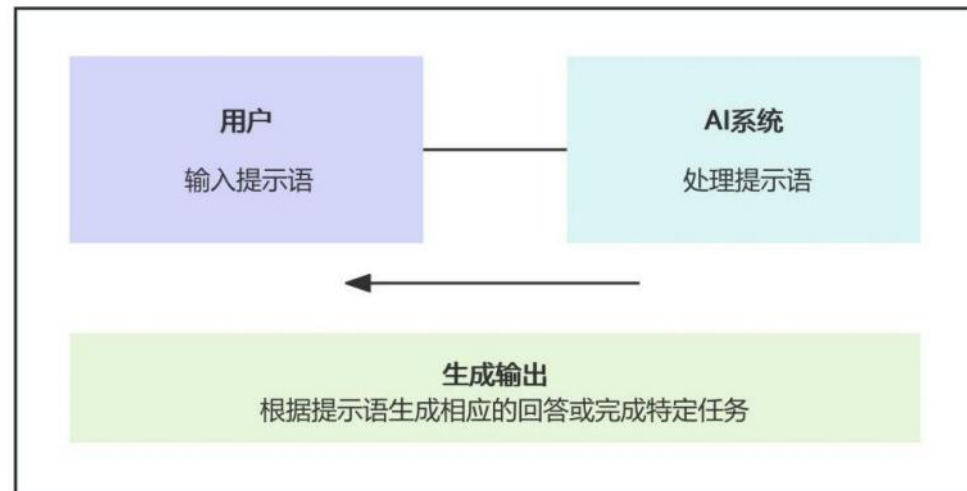 用户
输入提示语
AI系统
处理提示语
生成输出
根据提示语生成相应的回答或完成特定任务